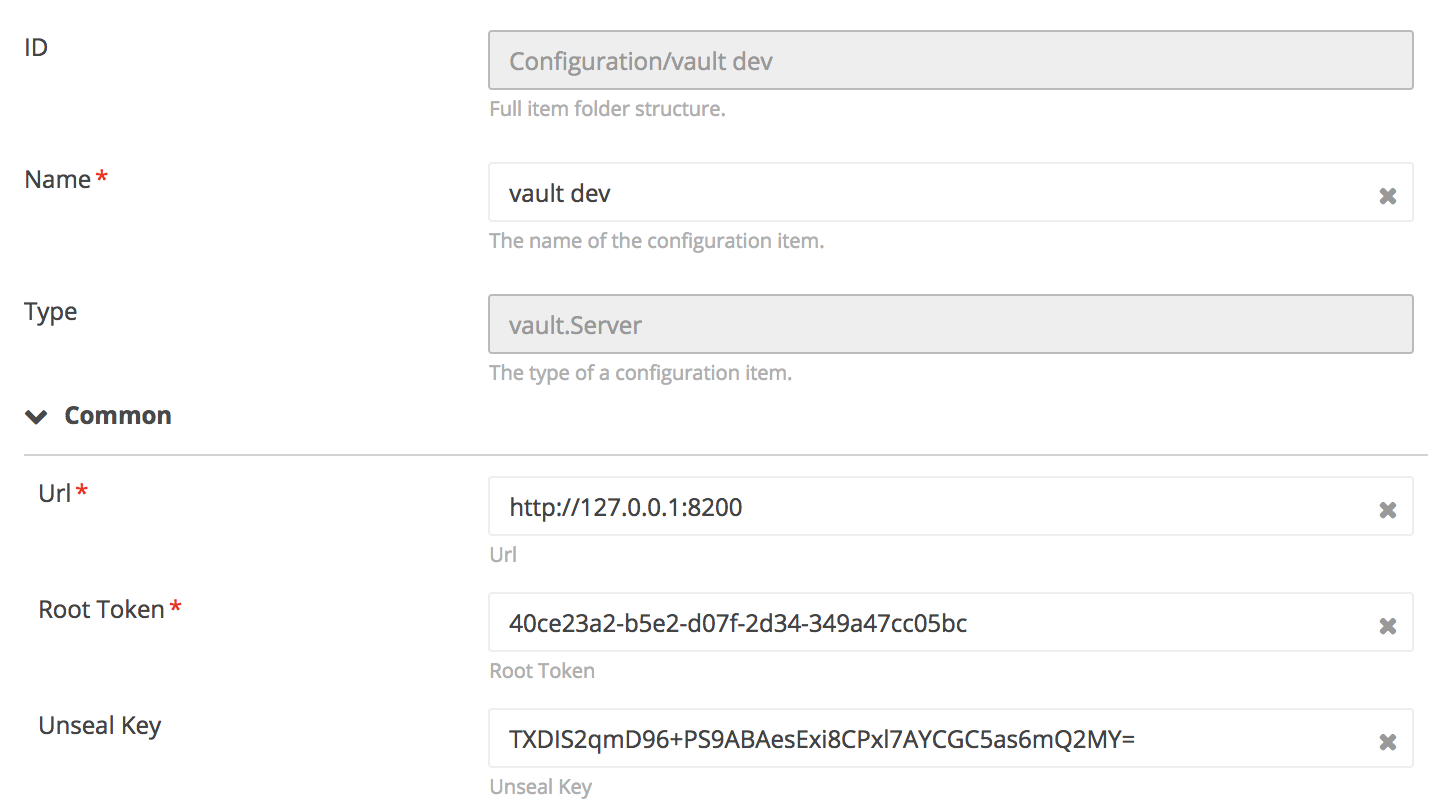 ID
Configuration/vault dev
Full item folder structure.
Name *
vault dev
The name of the configuration item.
Type
vault.Server
The type of a configuration item.
Common
Url *
http://127.0.0.1:8200
Url
Root Token *
40ce23a2-b5e2-d07f-2d34-349a47cc05bc
Root Token
Unseal Key
TXDIS2qmD96+PS9ABAesExi8CPxl7AYCGC5as6mQ2MY=
Unseal Key